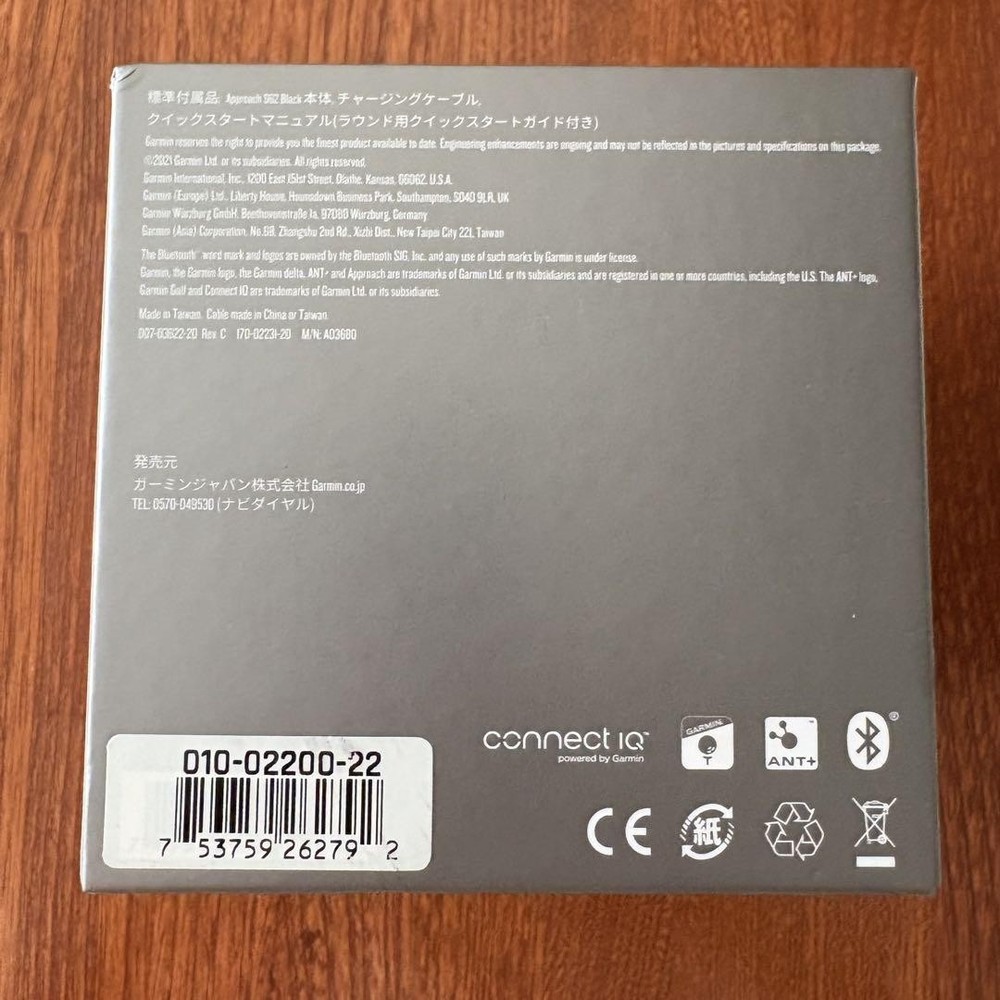 標準付属品: Approach S62 Black 本体, チャージングケーブル,
クイックスタートマニュアル(ラウンド用クイックスタートガイド付き)
Garmin reserves the right to provide you the finest product available to date. Engineering enhancements are ongoing and may not be reflected in the pictures and specifications on this package.
©2021 Garmin Ltd. or its subsidiaries. All rights reserved.
Garmin International, Inc., 1200 East 151st Street, Olathe, Kansas, 66062, U.S.A.
Garmin (Europe) Ltd., Liberty House, Hounsdown Business Park, Southampton, SO40 9LR, UK
Garmin Würzburg GmbH, Beethovenstraße 1a, 97080 Würzburg, Germany
Garmin (Asia) Corporation, No.68, Zhangshu 2nd Rd., Xizhi Dist., New Taipei City 221, Taiwan
The Bluetooth® word mark and logos are owned by the Bluetooth SIG, Inc. and any use of such marks by Garmin is under license.
Garmin, the Garmin logo, the Garmin delta, ANT+ and Approach are trademarks of Garmin Ltd. or its subsidiaries and are registered in one or more countries, including the U.S. The ANT+ logo,
Garmin Golf and Connect IQ are trademarks of Garmin Ltd. or its subsidiaries.
Made in Taiwan. Cable made in China or Taiwan.
007-03622-20 Rev. C 170-02231-20 M/N: A03680
発売元
ガーミンジャパン株式会社 Garmin.co.jp
TEL: 0570-049530 (ナビダイヤル)
connect IQ™
powered by Garmin
GARMIN
T
ANT+
010-02200-22
7 53759 26279 2
CE
紙